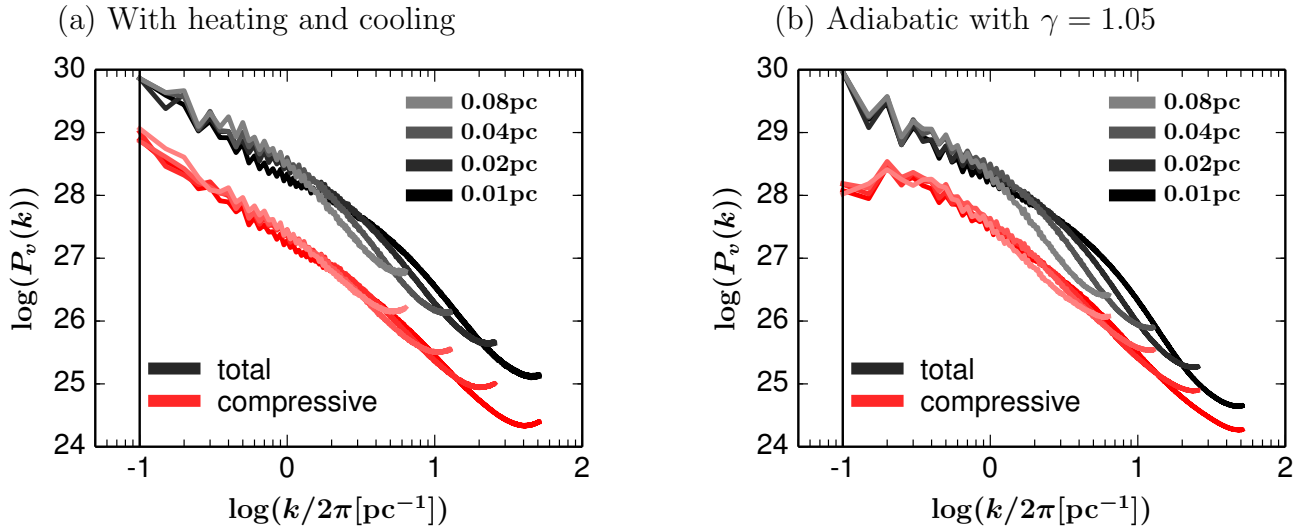 (a) With heating and cooling
30
29
28
27
26
25
24
log(P_v(k))
0.08pc
0.04pc
0.02pc
0.01pc
total
compressive
-1 0 1 2
log(k/2π[pc⁻¹])
(b) Adiabatic with γ = 1.05
30
29
28
27
26
25
24
log(P_v(k))
0.08pc
0.04pc
0.02pc
0.01pc
total
compressive
-1 0 1 2
log(k/2π[pc⁻¹])